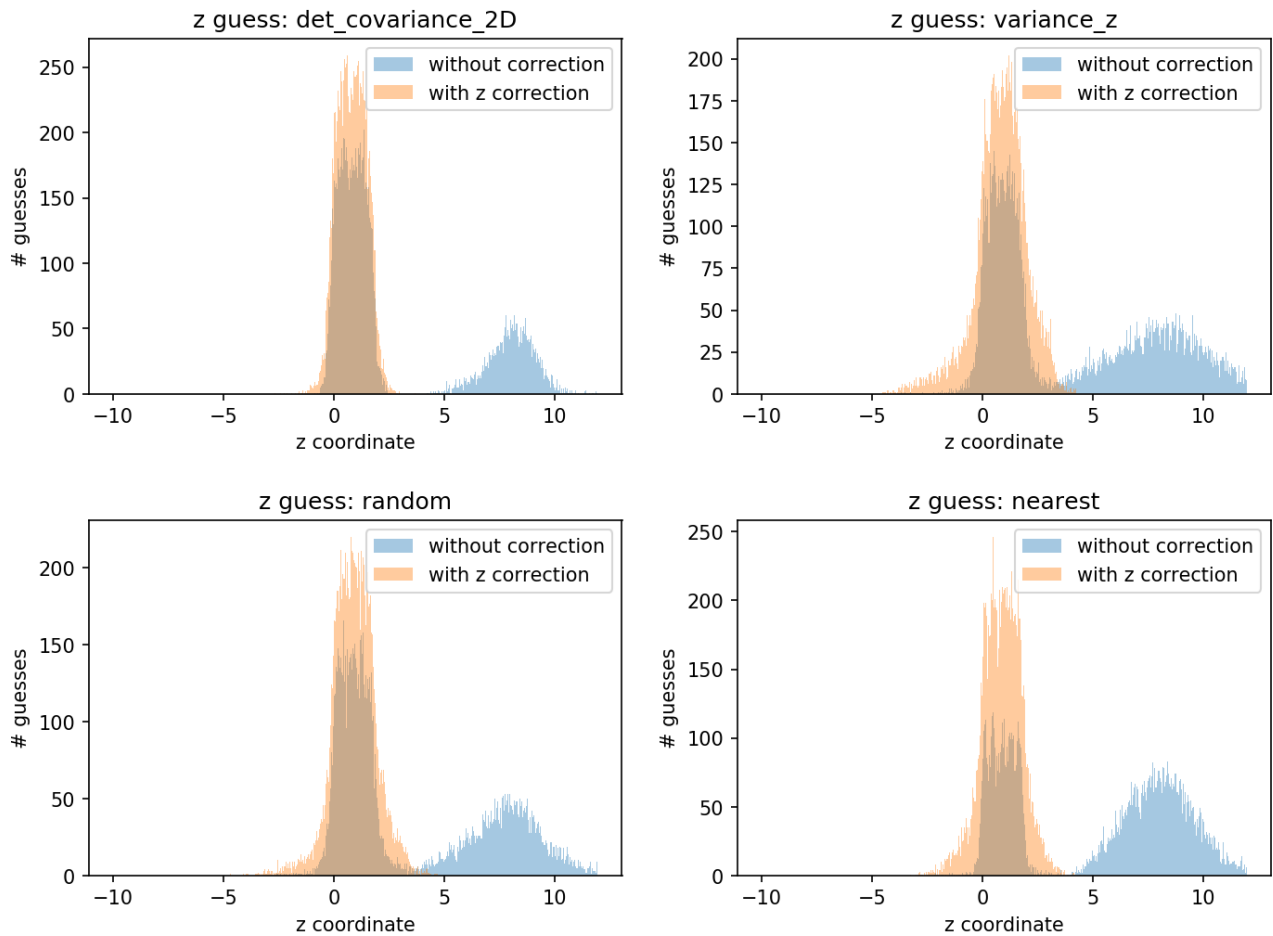 z guess: det_covariance_2D
250
200
150
100
50
0
# guesses
without correction
with z correction
−10
−5
0
5
10
z coordinate
z guess: variance_z
200
175
150
125
100
75
50
25
0
# guesses
without correction
with z correction
−10
−5
0
5
10
z coordinate
z guess: random
200
150
100
50
0
# guesses
without correction
with z correction
−10
−5
0
5
10
z coordinate
z guess: nearest
250
200
150
100
50
0
# guesses
without correction
with z correction
−10
−5
0
5
10
z coordinate